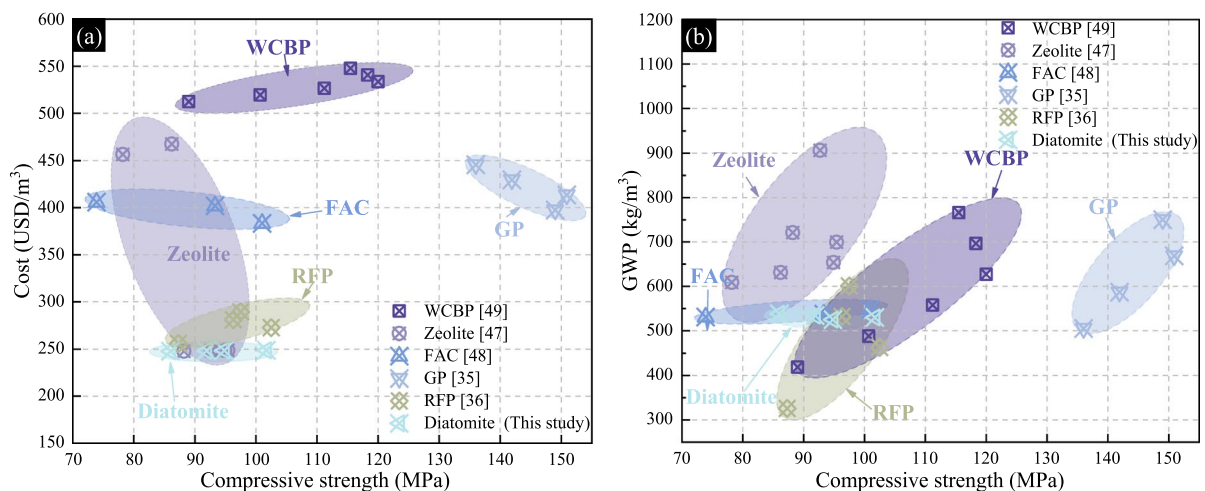 (a)
600
550
500
450
400
350
300
250
200
150
Cost (USD/m³)
70 80 90 100 110 120 130 140 150
Compressive strength (MPa)
WCBP
FAC
GP
Zeolite
RFP
Diatomite
WCBP [49]
Zeolite [47]
FAC [48]
GP [35]
RFP [36]
Diatomite (This study)
(b)
1200
1100
1000
900
800
700
600
500
400
300
GWP (kg/m³)
70 80 90 100 110 120 130 140 150
Compressive strength (MPa)
WCBP [49]
Zeolite [47]
FAC [48]
GP [35]
RFP [36]
Diatomite (This study)
Zeolite
WCBP
GP
FAC
Diatomite
RFP